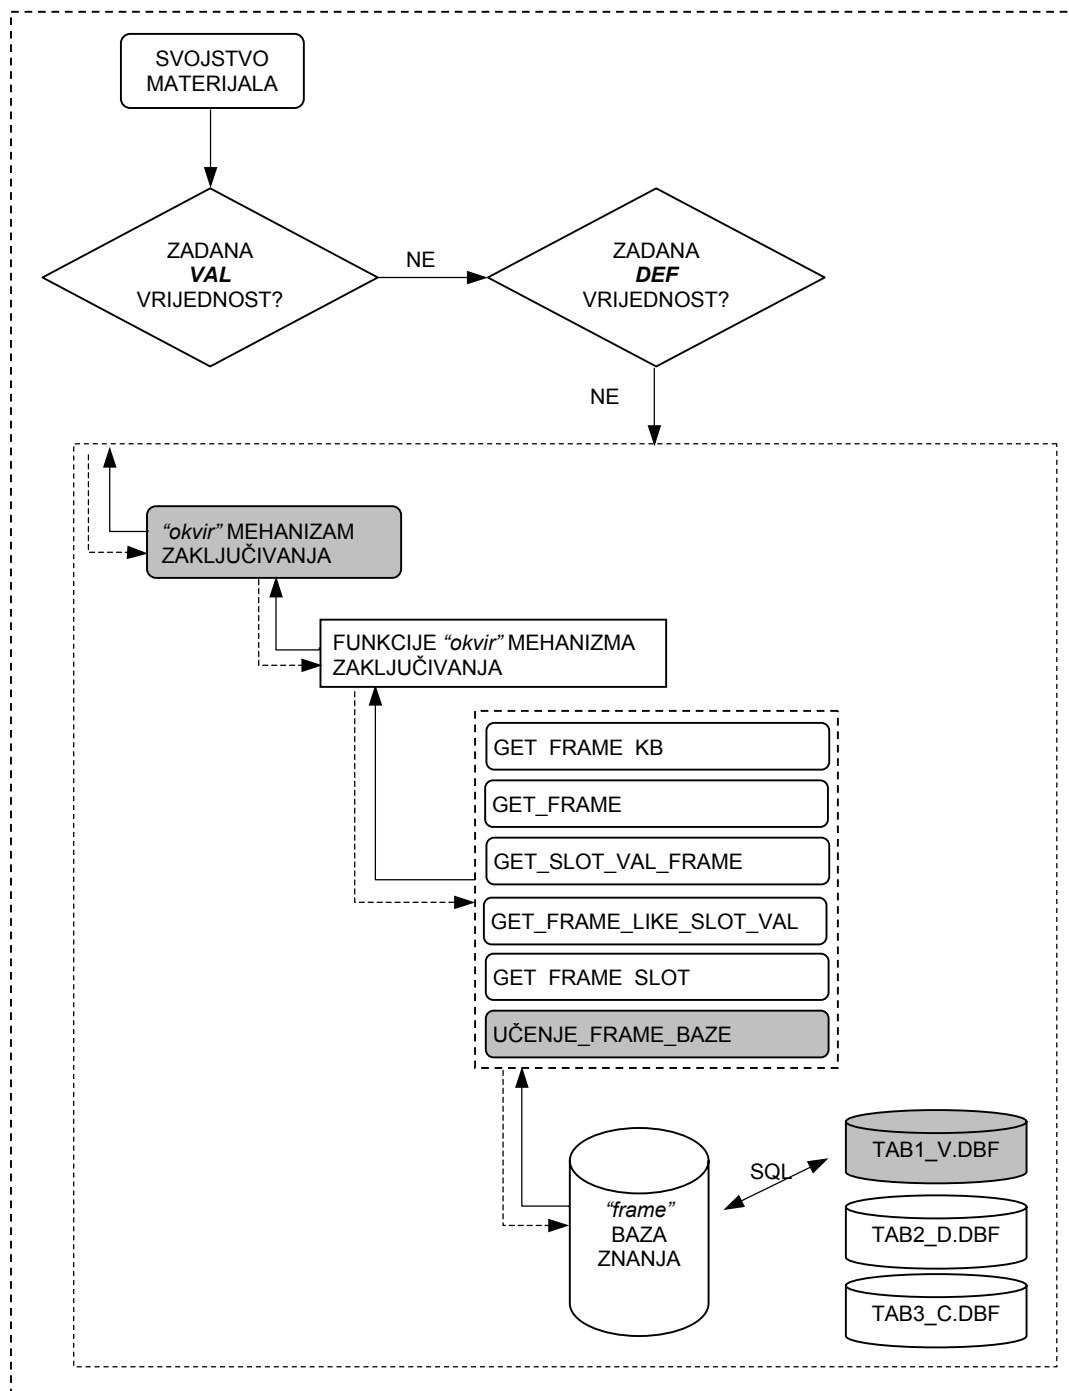 SVOJSTVO
MATERIJALA
ZADANA
VAL
VRIJEDNOST?
NE
ZADANA
DEF
VRIJEDNOST?
NE
“okvir” MEHANIZAM
ZAKLJUČIVANJA
FUNKCIJE “okvir” MEHANIZMA
ZAKLJUČIVANJA
GET FRAME KB
GET_FRAME
GET_SLOT_VAL_FRAME
GET_FRAME_LIKE_SLOT_VAL
GET FRAME SLOT
UČENJE_FRAME_BAZE
“frame”
BAZA
ZNANJA
SQL
TAB1_V.DBF
TAB2_D.DBF
TAB3_C.DBF